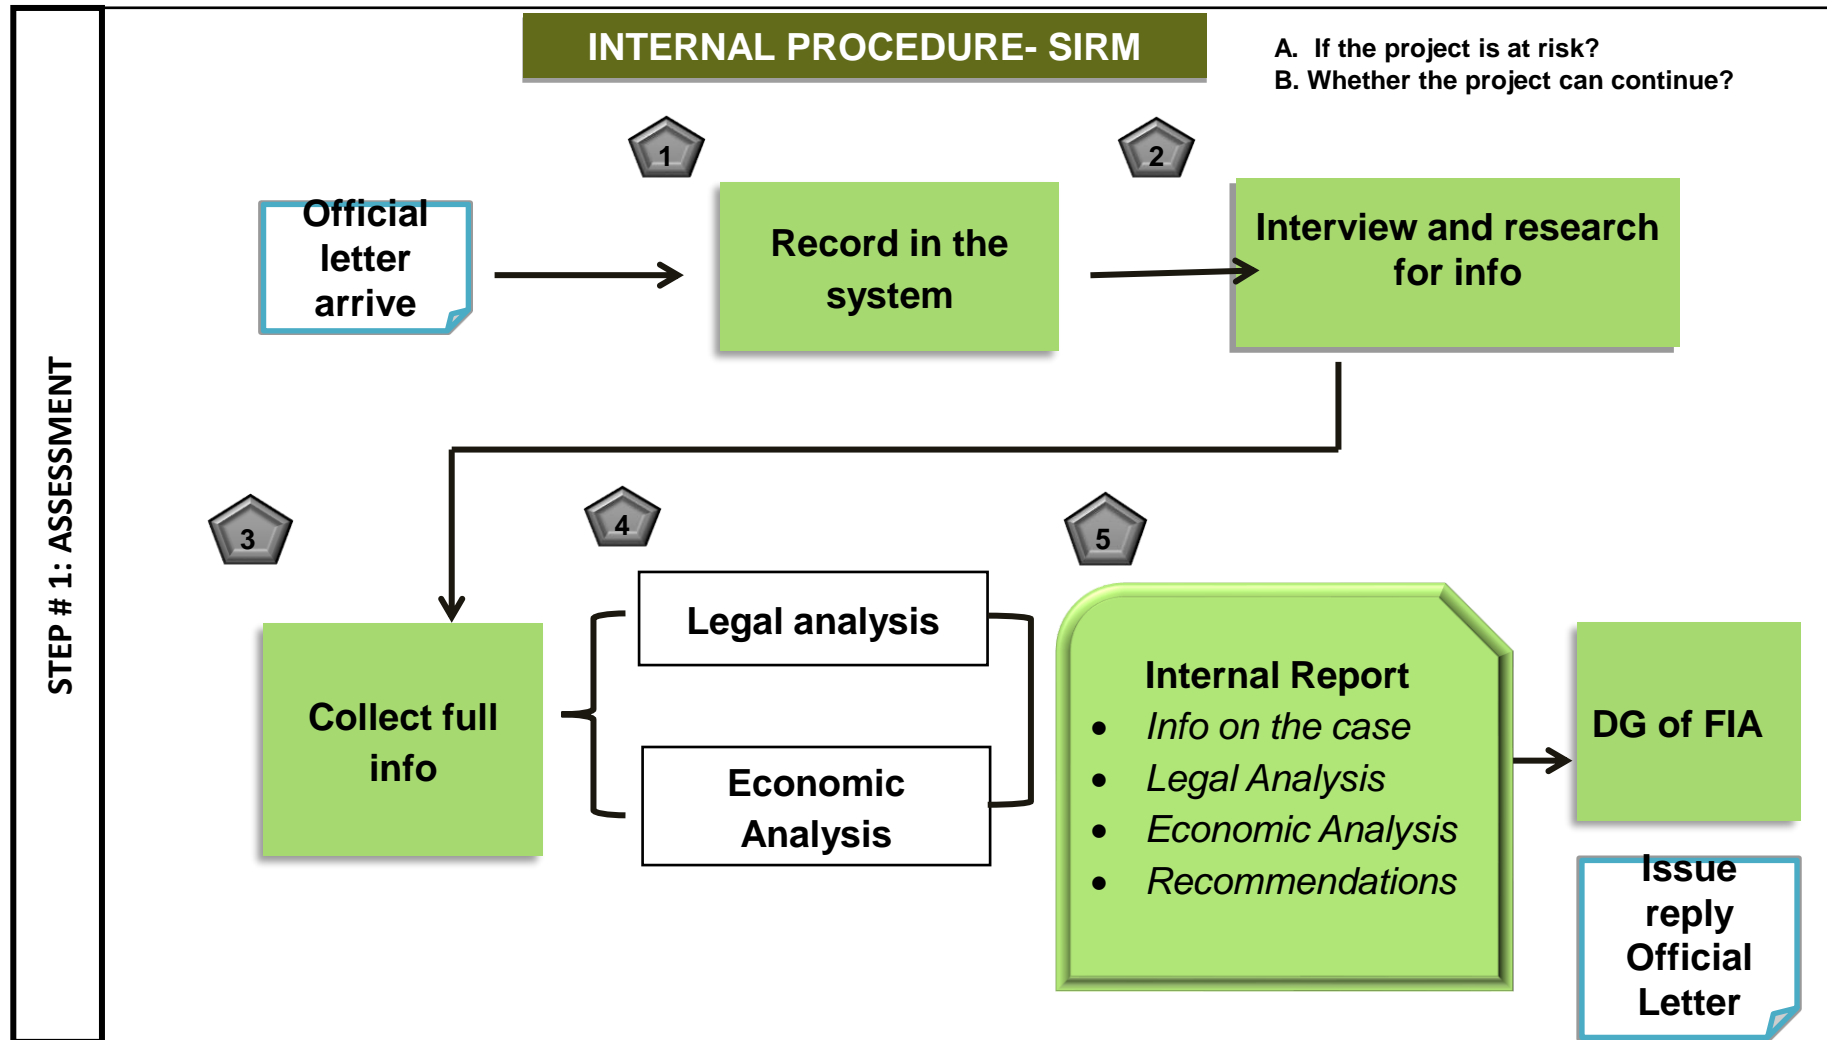 INTERNAL PROCEDURE- SIRM
A. If the project is at risk?
B. Whether the project can continue?
STEP # 1: ASSESSMENT
1
2
Official
letter
arrive
Record in the
system
Interview and research
for info
3
4
5
Collect full
info
Legal analysis
Economic
Analysis
Internal Report
• Info on the case
• Legal Analysis
• Economic Analysis
• Recommendations
DG of FIA
Issue
reply
Official
Letter